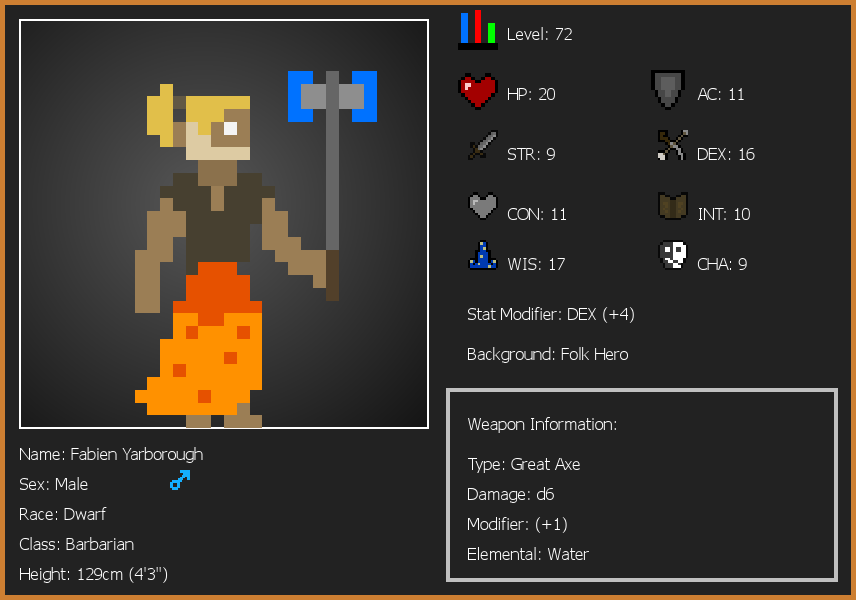 Level: 72
HP: 20
AC: 11
STR: 9
DEX: 16
CON: 11
INT: 10
WIS: 17
CHA: 9
Stat Modifier: DEX (+4)
Background: Folk Hero
Weapon Information:
Type: Great Axe
Damage: d6
Modifier: (+1)
Elemental: Water
Name: Fabien Yarborough
Sex: Male
Race: Dwarf
Class: Barbarian
Height: 129cm (4'3")